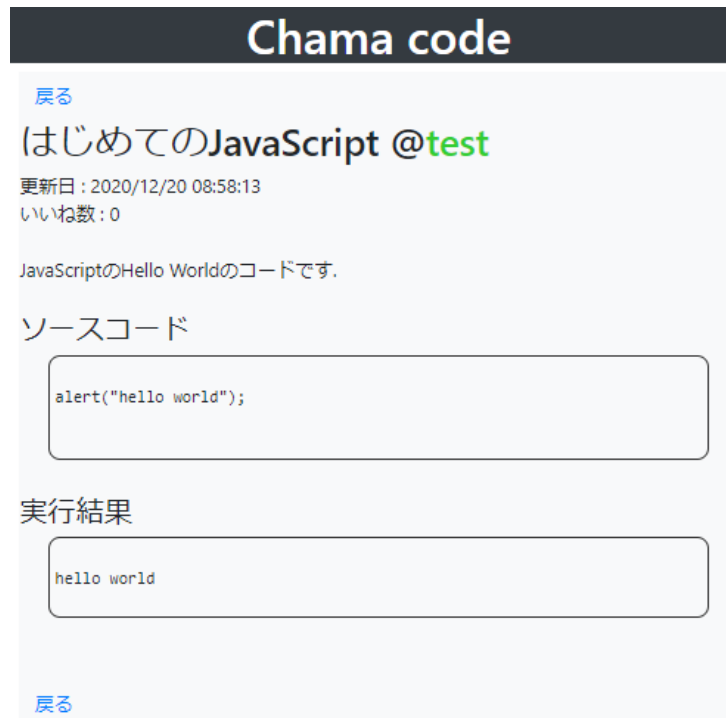 Chama code
戻る
はじめてのJavaScript @test
更新日 : 2020/12/20 08:58:13
いいね数 : 0
JavaScriptのHello Worldのコードです.
ソースコード
alert("hello world");
実行結果
hello world
戻る